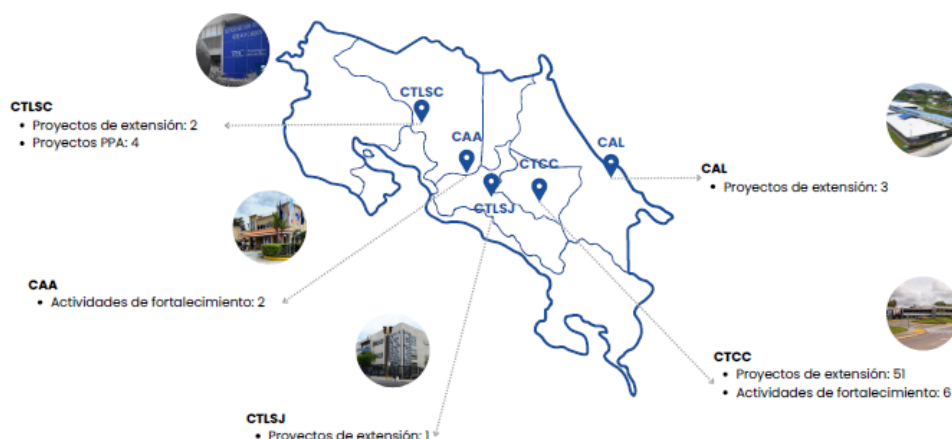 CTLSC
• Proyectos de extensión: 2
• Proyectos PPA: 4
CTLSC
CAA
CAL
CTCC
CTLSJ
CAL
• Proyectos de extensión: 3
CAA
• Actividades de fortalecimiento: 2
CTCC
• Proyectos de extensión: 51
• Actividades de fortalecimiento: 6
CTLSJ
• Proyectos de extensión: 1